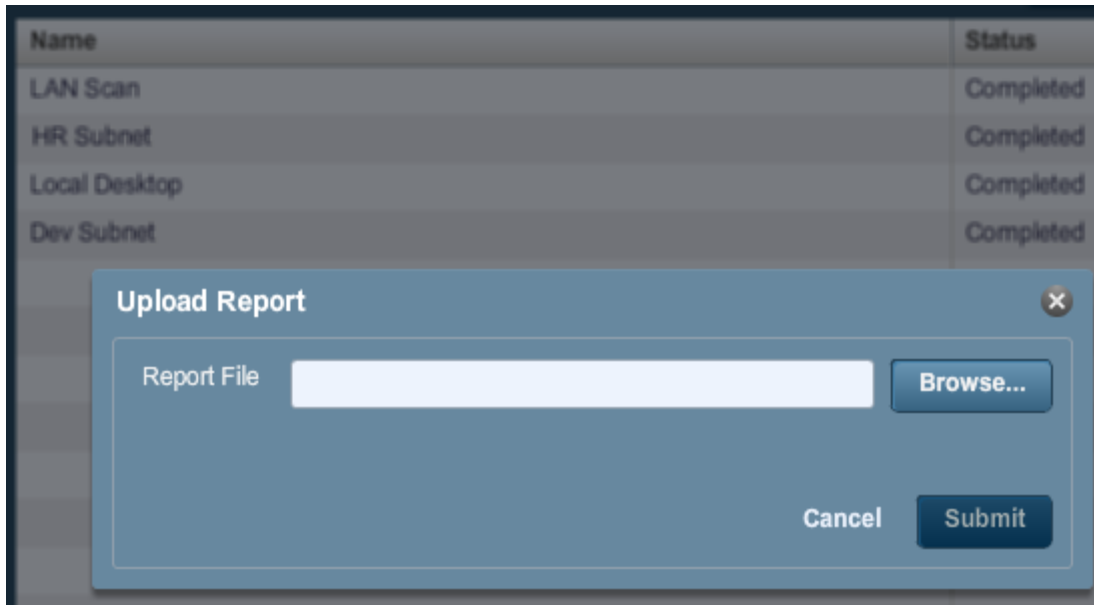 Name Status
LAN Scan Completed
HR Subnet Completed
Local Desktop Completed
Dev Subnet Completed
Upload Report
Report File Browse...
Cancel Submit